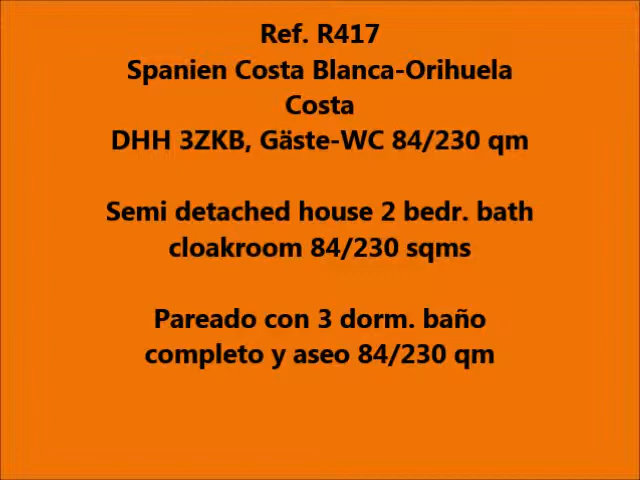 Ref. R417
Spanien Costa Blanca-Orihuela
Costa
DHH 3ZKB, Gäste-WC 84/230 qm
Semi detached house 2 bedr. bath
cloakroom 84/230 sqms
Pareado con 3 dorm. baño
completo y aseo 84/230 qm